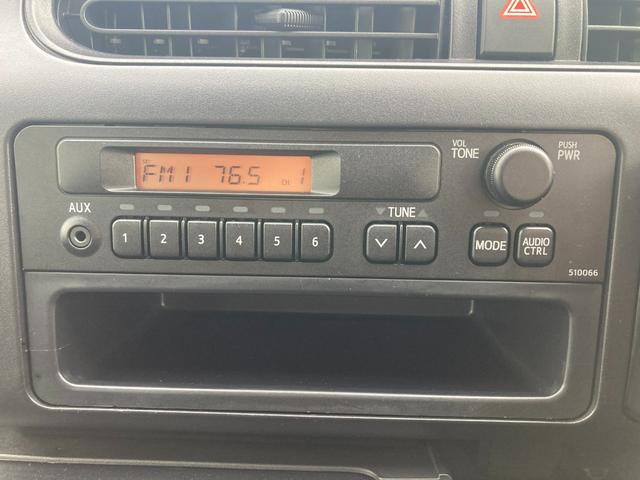 FM1 76.5 CH 1
VOL
TONE
PUSH
PWR
AUX
1 2 3 4 5 6
TUNE
MODE
AUDIO
CTRL
510066